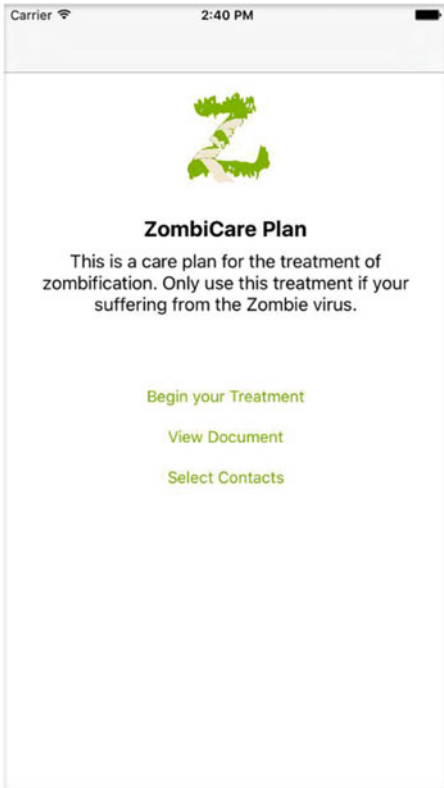 Carrier 2:40 PM
Z
ZombiCare Plan
This is a care plan for the treatment of
zombification. Only use this treatment if your
suffering from the Zombie virus.
Begin your Treatment
View Document
Select Contacts